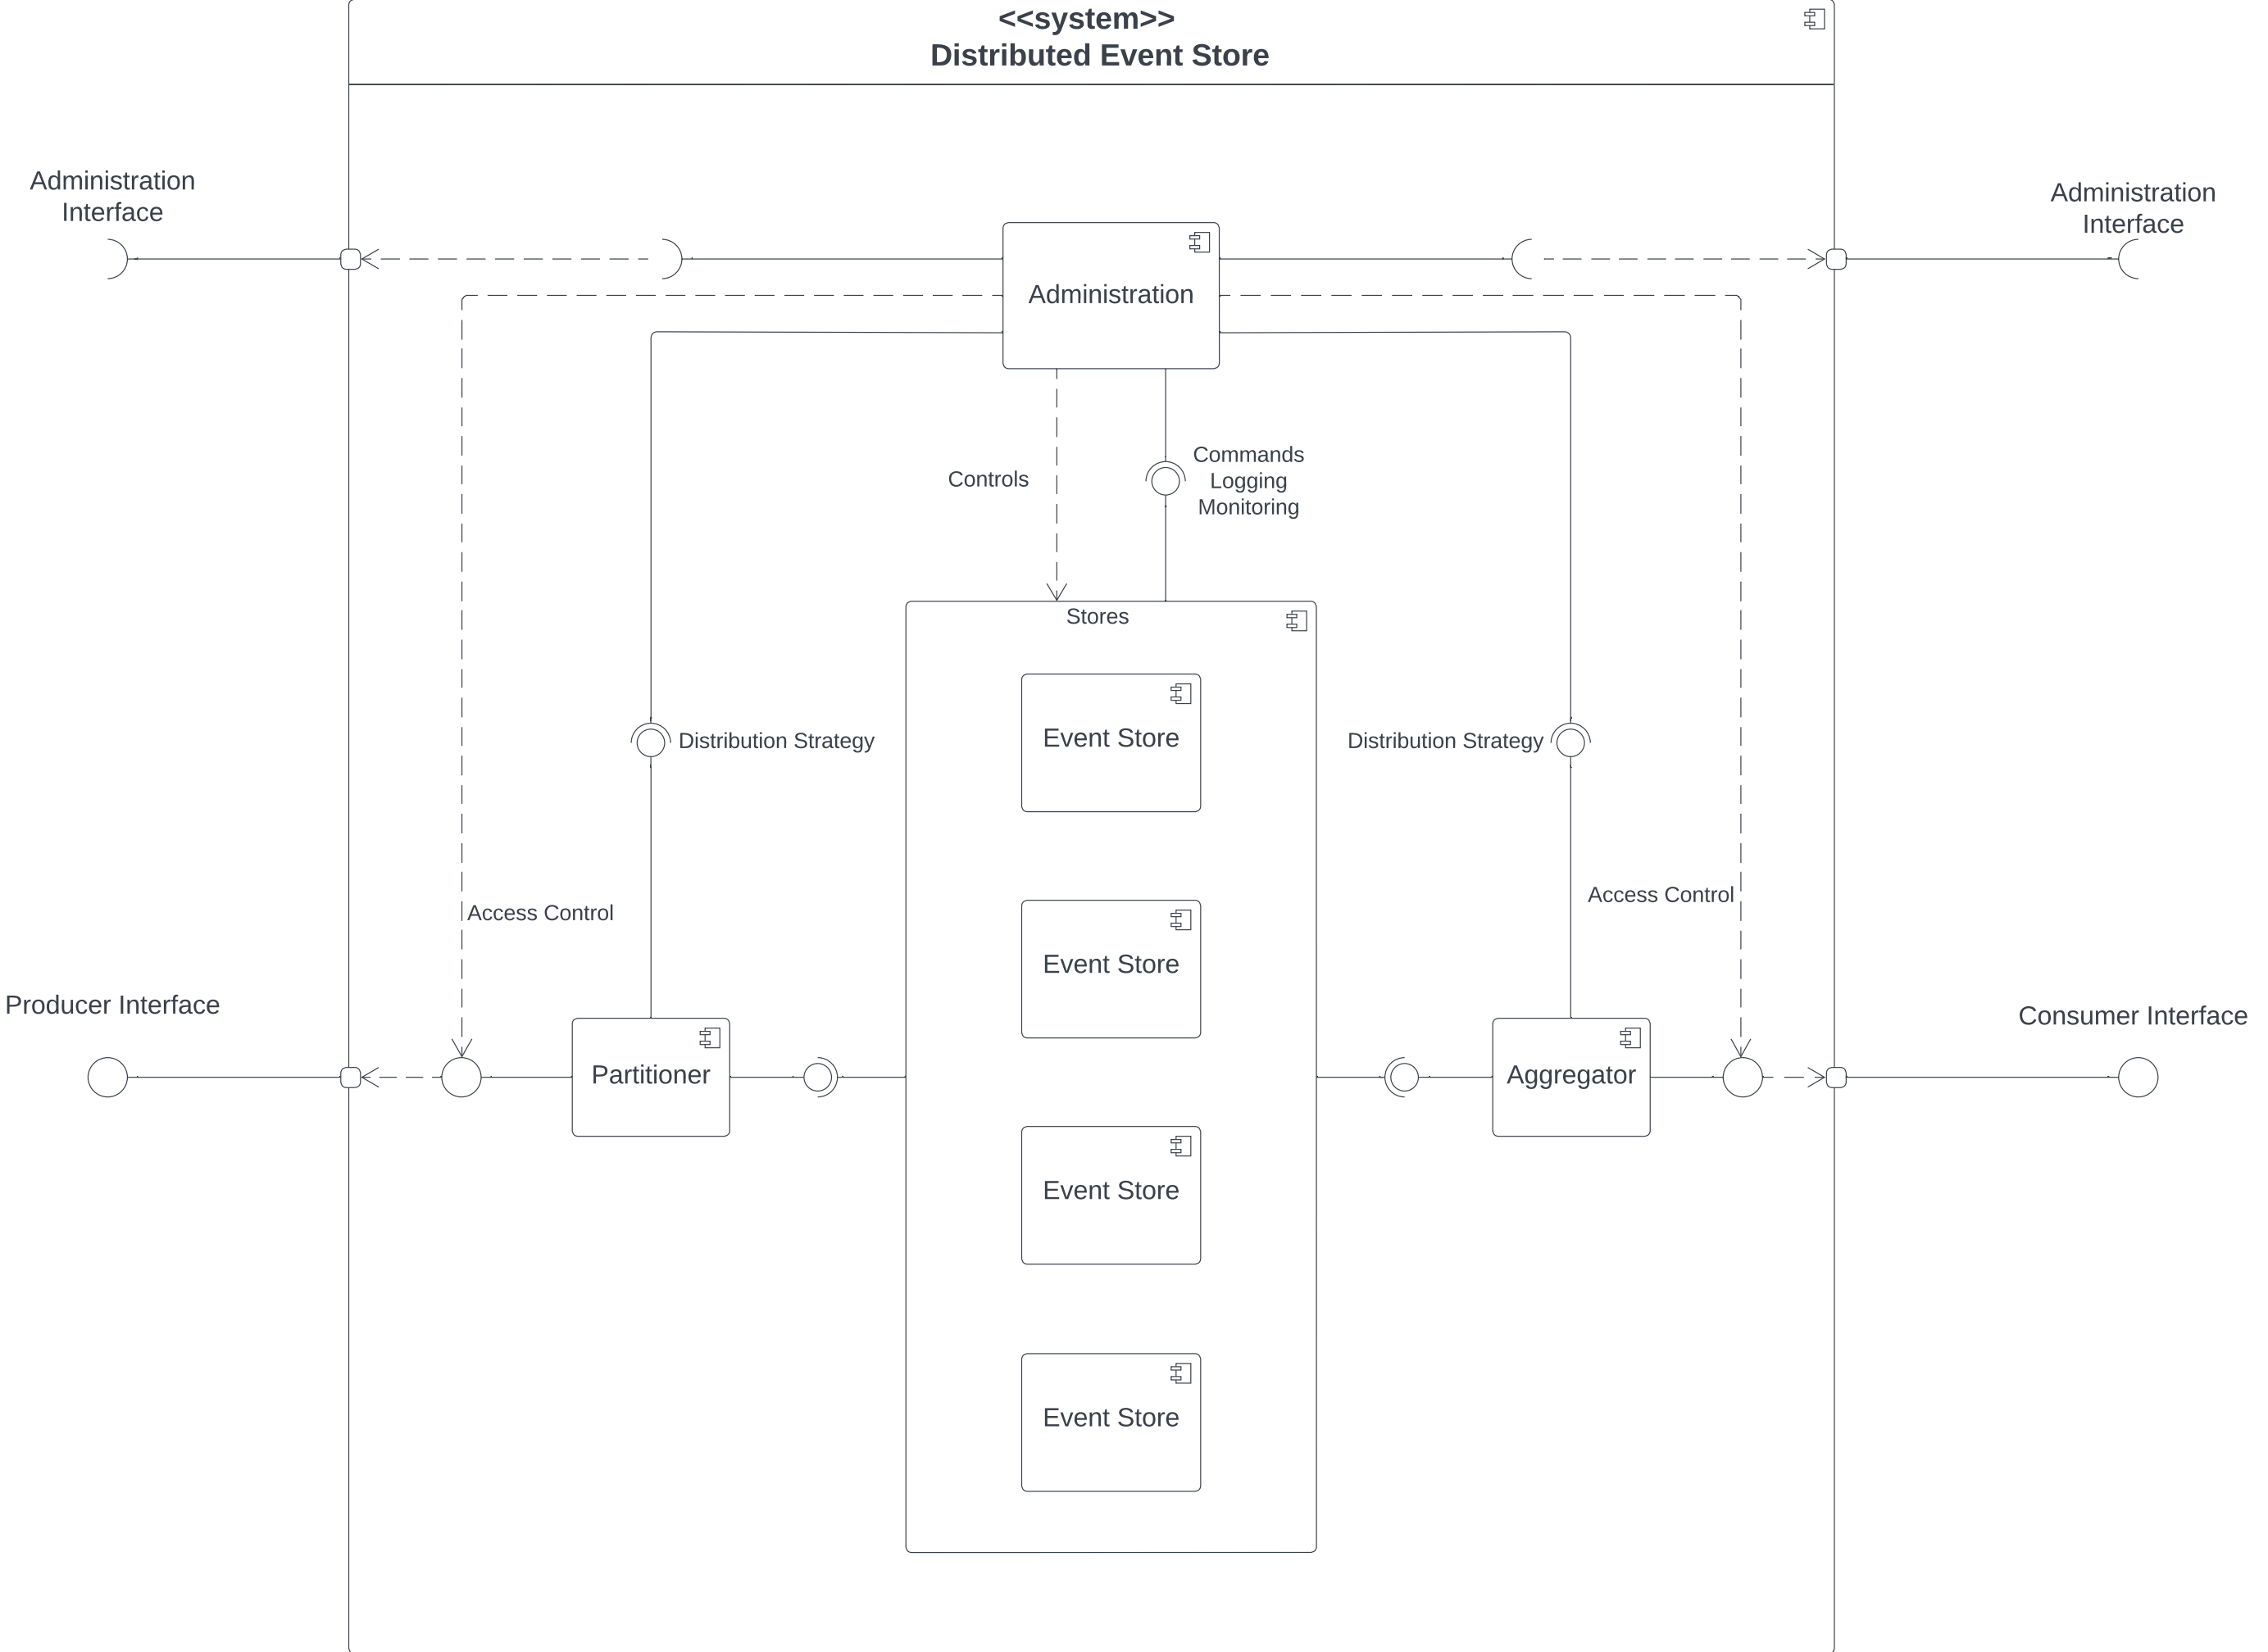 <<system>>
Distributed Event Store
Administration
Interface
Administration
Interface
Administration
Controls
Commands
Logging
Monitoring
Stores
Event Store
Distribution Strategy
Distribution Strategy
Access Control
Access Control
Event Store
Producer Interface
Consumer Interface
Partitioner
Aggregator
Event Store
Event Store